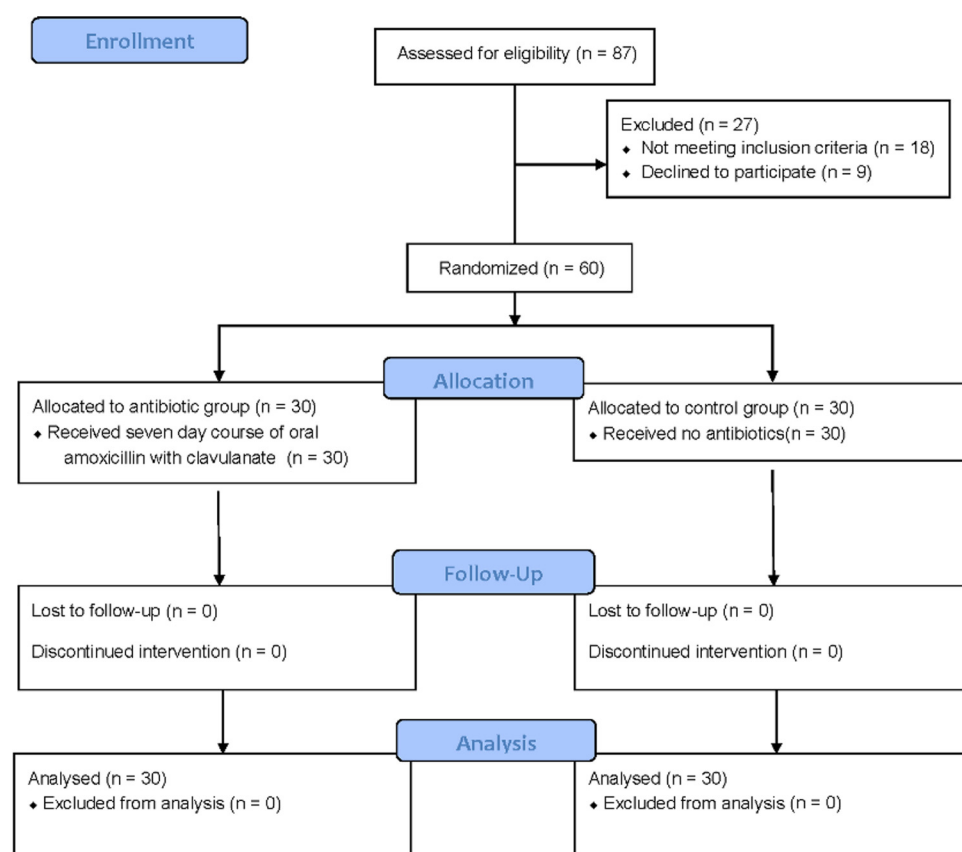 Enrollment
Assessed for eligibility (n = 87)
Excluded (n = 27)
⬥ Not meeting inclusion criteria (n = 18)
⬥ Declined to participate (n = 9)
Randomized (n = 60)
Allocation
Allocated to antibiotic group (n = 30)
⬥ Received seven day course of oral
amoxicillin with clavulanate (n = 30)
Allocated to control group (n = 30)
⬥ Received no antibiotics(n = 30)
Follow-Up
Lost to follow-up (n = 0)
Discontinued intervention (n = 0)
Lost to follow-up (n = 0)
Discontinued intervention (n = 0)
Analysis
Analysed (n = 30)
⬥ Excluded from analysis (n = 0)
Analysed (n = 30)
⬥ Excluded from analysis (n = 0)